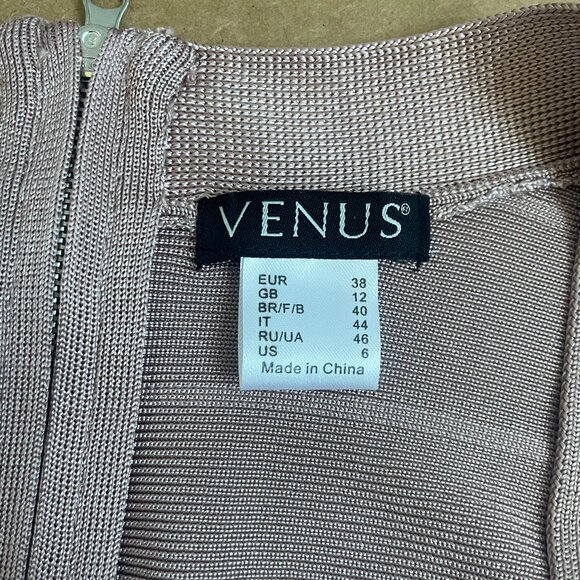 VENUS®
EUR 38
GB 12
BR/F/B 40
IT 44
RU/UA 46
US 6
Made in China